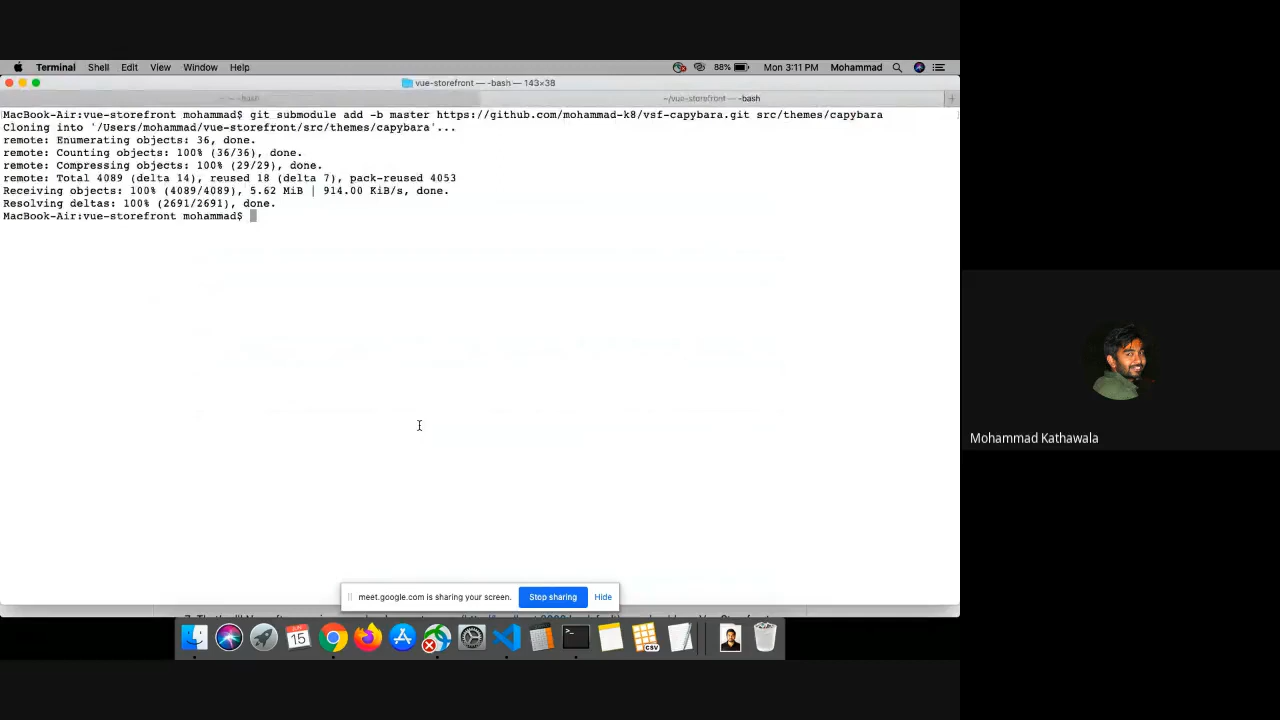 Terminal Shell Edit View Window Help 88% Mon 3:11 PM Mohammad
vue-storefront — -bash — 143×38
~ — -bash ~/vue-storefront — -bash +
MacBook-Air:vue-storefront mohammad$ git submodule add -b master https://github.com/mohammad-k8/vsf-capybara.git src/themes/capybara
Cloning into '/Users/mohammad/vue-storefront/src/themes/capybara'...
remote: Enumerating objects: 36, done.
remote: Counting objects: 100% (36/36), done.
remote: Compressing objects: 100% (29/29), done.
remote: Total 4089 (delta 14), reused 18 (delta 7), pack-reused 4053
Receiving objects: 100% (4089/4089), 5.62 MiB | 914.00 KiB/s, done.
Resolving deltas: 100% (2691/2691), done.
MacBook-Air:vue-storefront mohammad$
Mohammad Kathawala
meet.google.com is sharing your screen. Stop sharing Hide
JUN
15
CSV